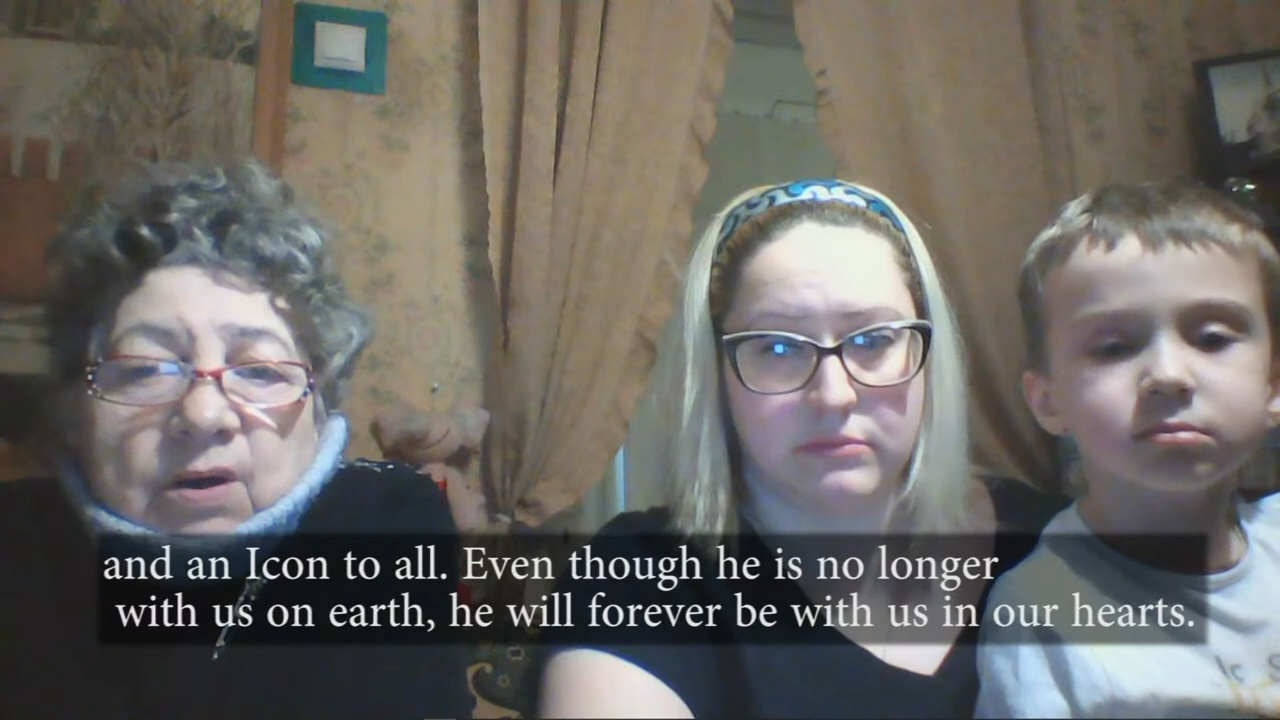 and an Icon to all. Even though he is no longer
with us on earth, he will forever be with us in our hearts.